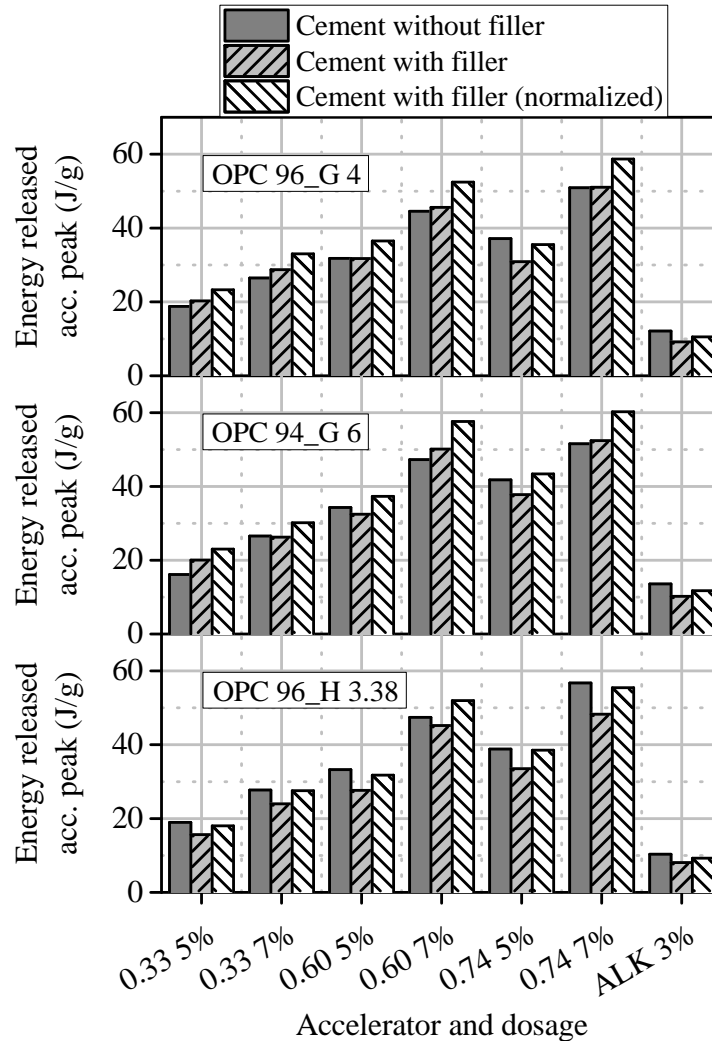 Cement without filler
Cement with filler
Cement with filler (normalized)
Energy released
acc. peak (J/g)
60
40
20
0
OPC 96_G 4
Energy released
acc. peak (J/g)
60
40
20
0
OPC 94_G 6
Energy released
acc. peak (J/g)
60
40
20
0
OPC 96_H 3.38
0.33 5%
0.33 7%
0.60 5%
0.60 7%
0.74 5%
0.74 7%
ALK 3%
Accelerator and dosage